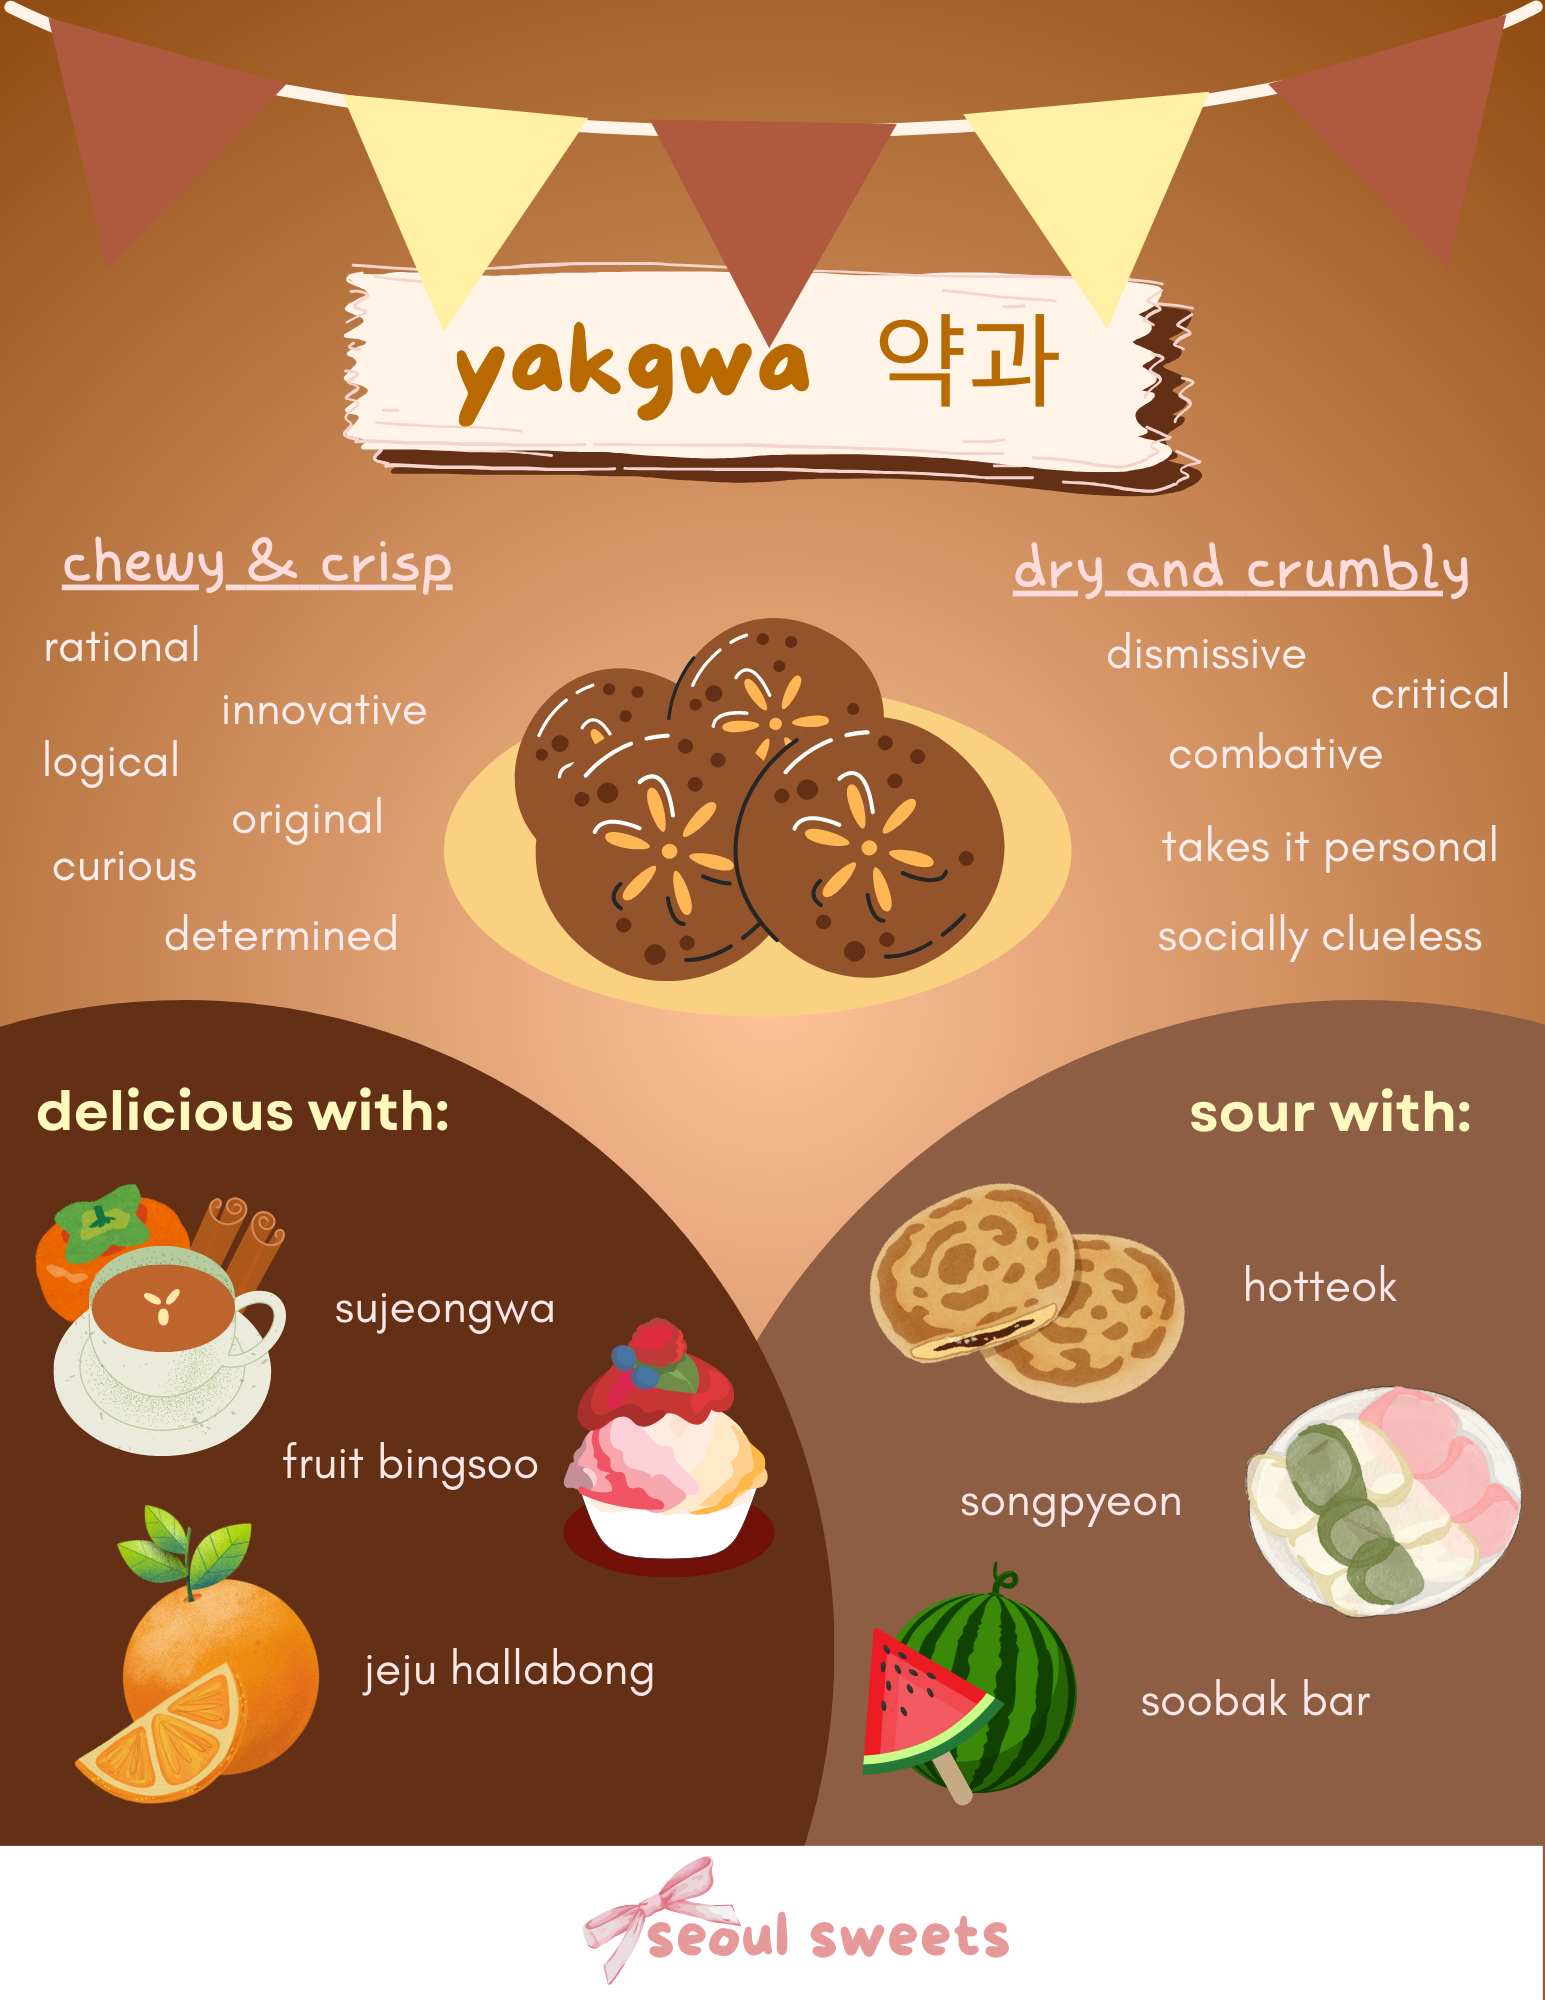 yakgwa 약과
chewy & crisp
rational
innovative
logical
original
curious
determined
dry and crumbly
dismissive
critical
combative
takes it personal
socially clueless
delicious with:
sujeongwa
fruit bingsoo
jeju hallabong
sour with:
hotteok
songpyeon
soobak bar
seoul sweets